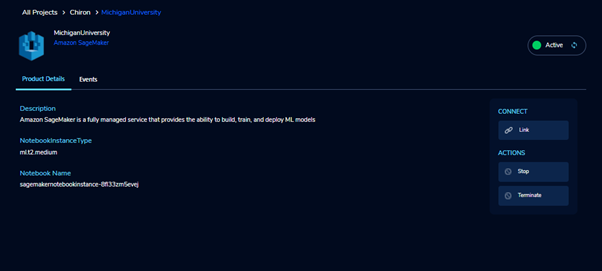 All Projects > Chiron > MichiganUniversity
MichiganUniversity
Amazon SageMaker
Active
Product Details
Events
Description
Amazon SageMaker is a fully managed service that provides the ability to build, train, and deploy ML models
NotebookInstanceType
ml.t2.medium
Notebook Name
sagemakernotebookinstance-8fl33zm5evej
CONNECT
Link
ACTIONS
Stop
Terminate